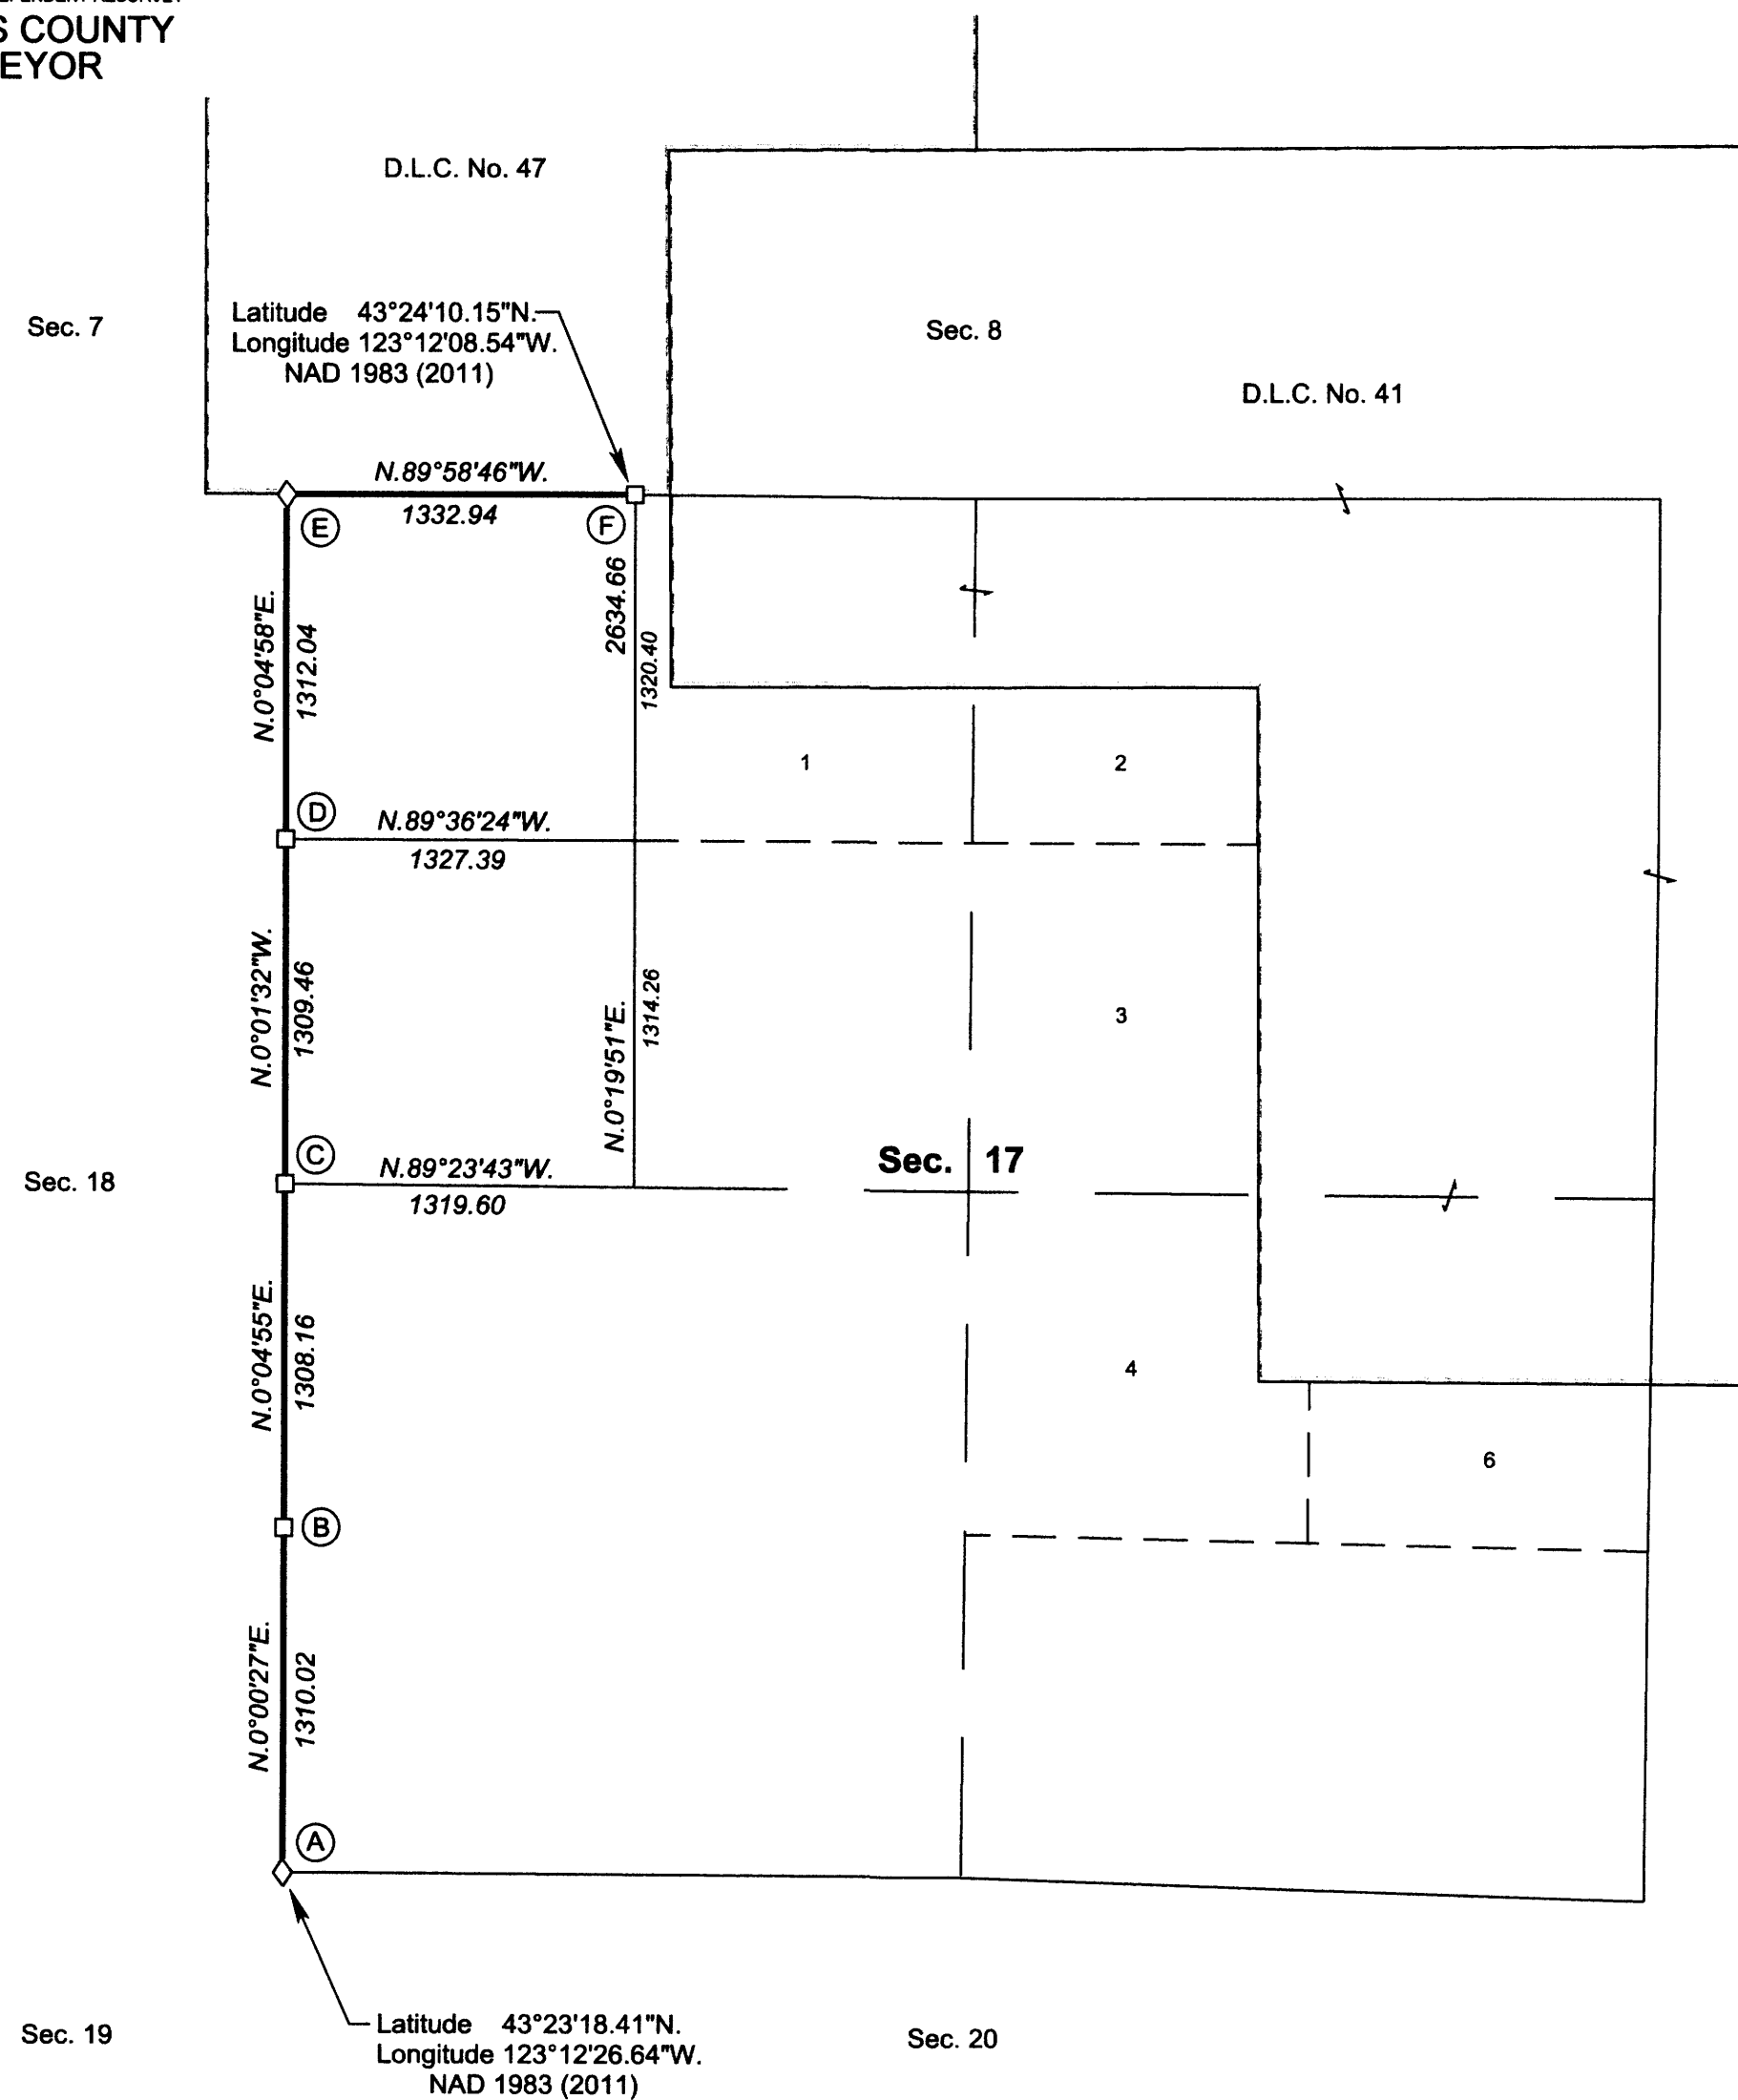 S COUNTY
EYOR
D.L.C. No. 47
Sec. 7
Latitude 43°24'10.15"N.
Longitude 123°12'08.54"W.
NAD 1983 (2011)
Sec. 8
D.L.C. No. 41
N.89°58'46"W.
1332.94
E
F
N.0°04'58"E.
1312.04
2634.66
1320.40
1
2
D
N.89°36'24"W.
1327.39
N.0°01'32"W.
1309.46
N.0°19'51"E.
1314.26
3
Sec. 17
C
N.89°23'43"W.
1319.60
Sec. 18
N.0°04'55"E.
1308.16
4
6
B
N.0°00'27"E.
1310.02
A
Sec. 19
Latitude 43°23'18.41"N.
Longitude 123°12'26.64"W.
NAD 1983 (2011)
Sec. 20